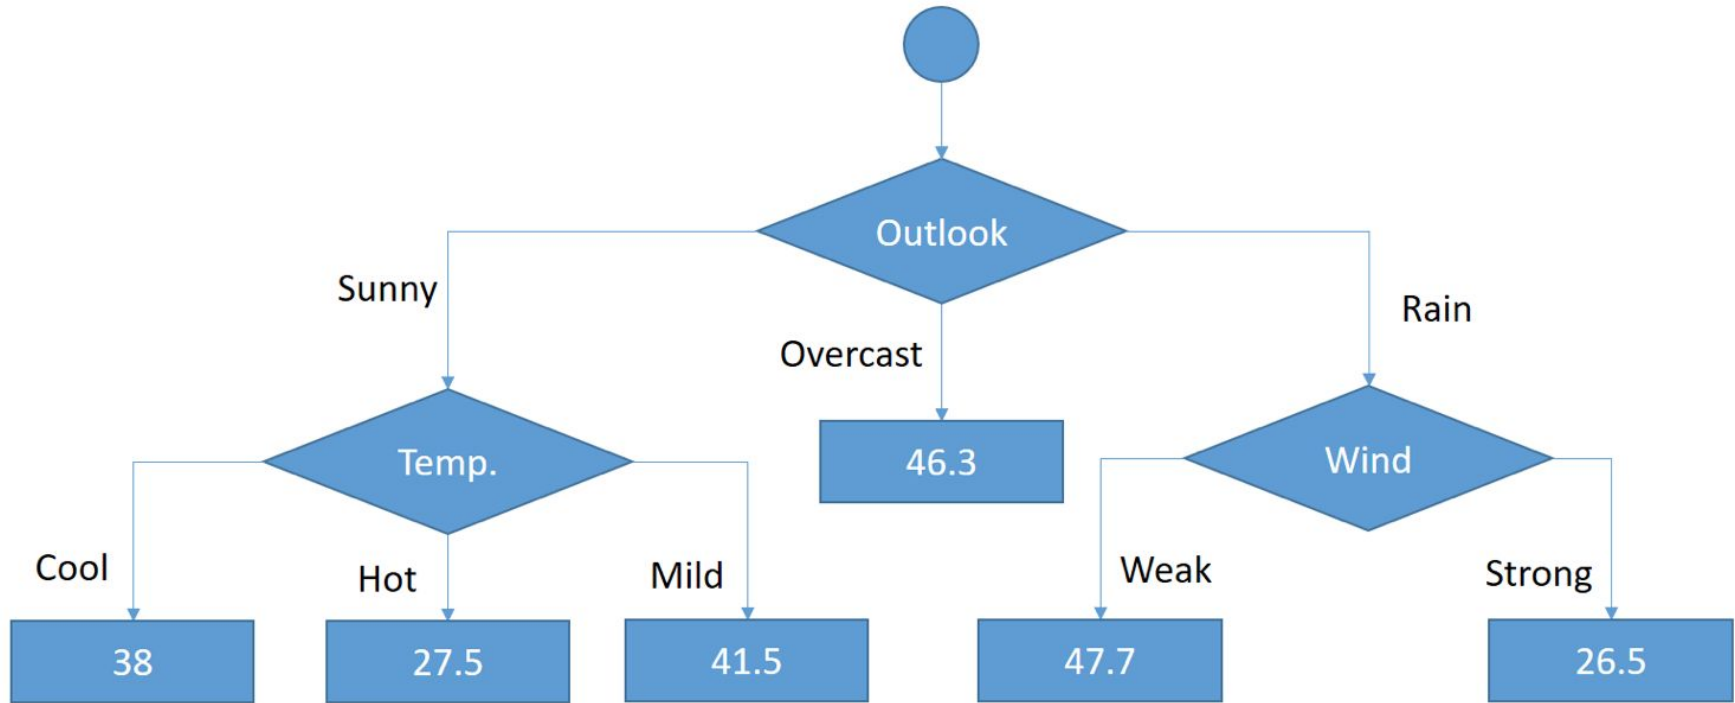 Outlook
Sunny
Rain
Overcast
Temp.
46.3
Wind
Cool
Hot
Mild
Weak
Strong
38
27.5
41.5
47.7
26.5